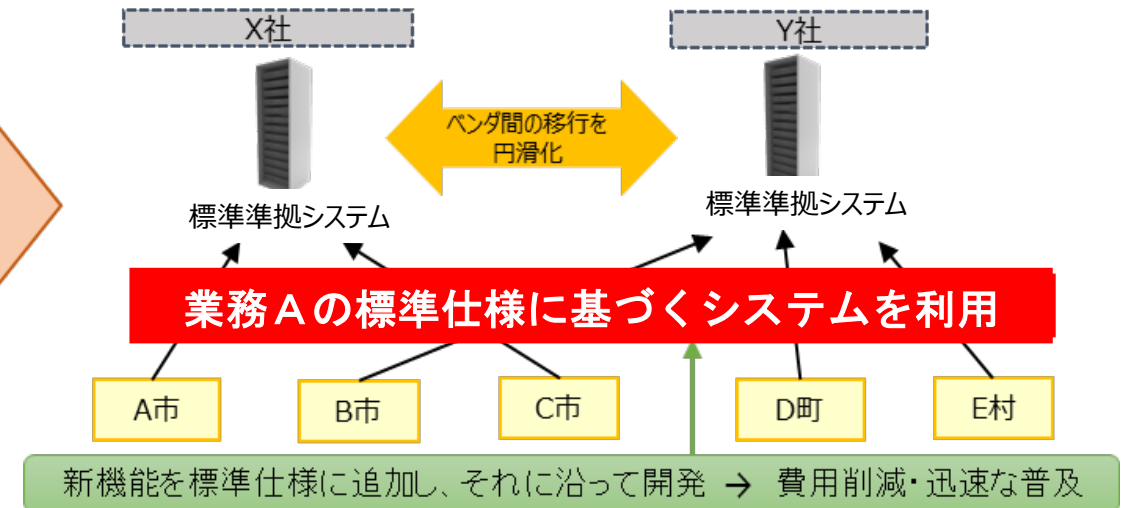 X社
Y社
ベンダ間の移行を
円滑化
標準準拠システム
標準準拠システム
業務Aの標準仕様に基づくシステムを利用
A市
B市
C市
D町
E村
新機能を標準仕様に追加し、それに沿って開発 → 費用削減・迅速な普及